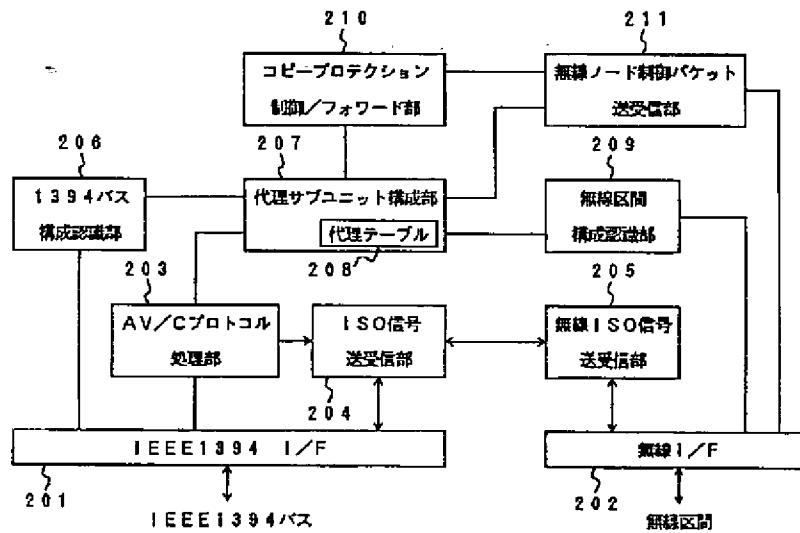 ２１０
２１１
コピープロテクション
制御／フォワード部
無線ノード制御パケット
送受信部
２０６
２０７
２０９
１３９４バス
構成認識部
代理サブユニット構成部
代理テーブル
無線区間
構成認識部
２０８
２０３
２０５
ＡＶ／Ｃプロトコル
処理部
ＩＳＯ信号
送受信部
無線ＩＳＯ信号
送受信部
２０４
ＩＥＥＥ１３９４　Ｉ／Ｆ
無線Ｉ／Ｆ
２０１
２０２
ＩＥＥＥ１３９４バス
無線区間